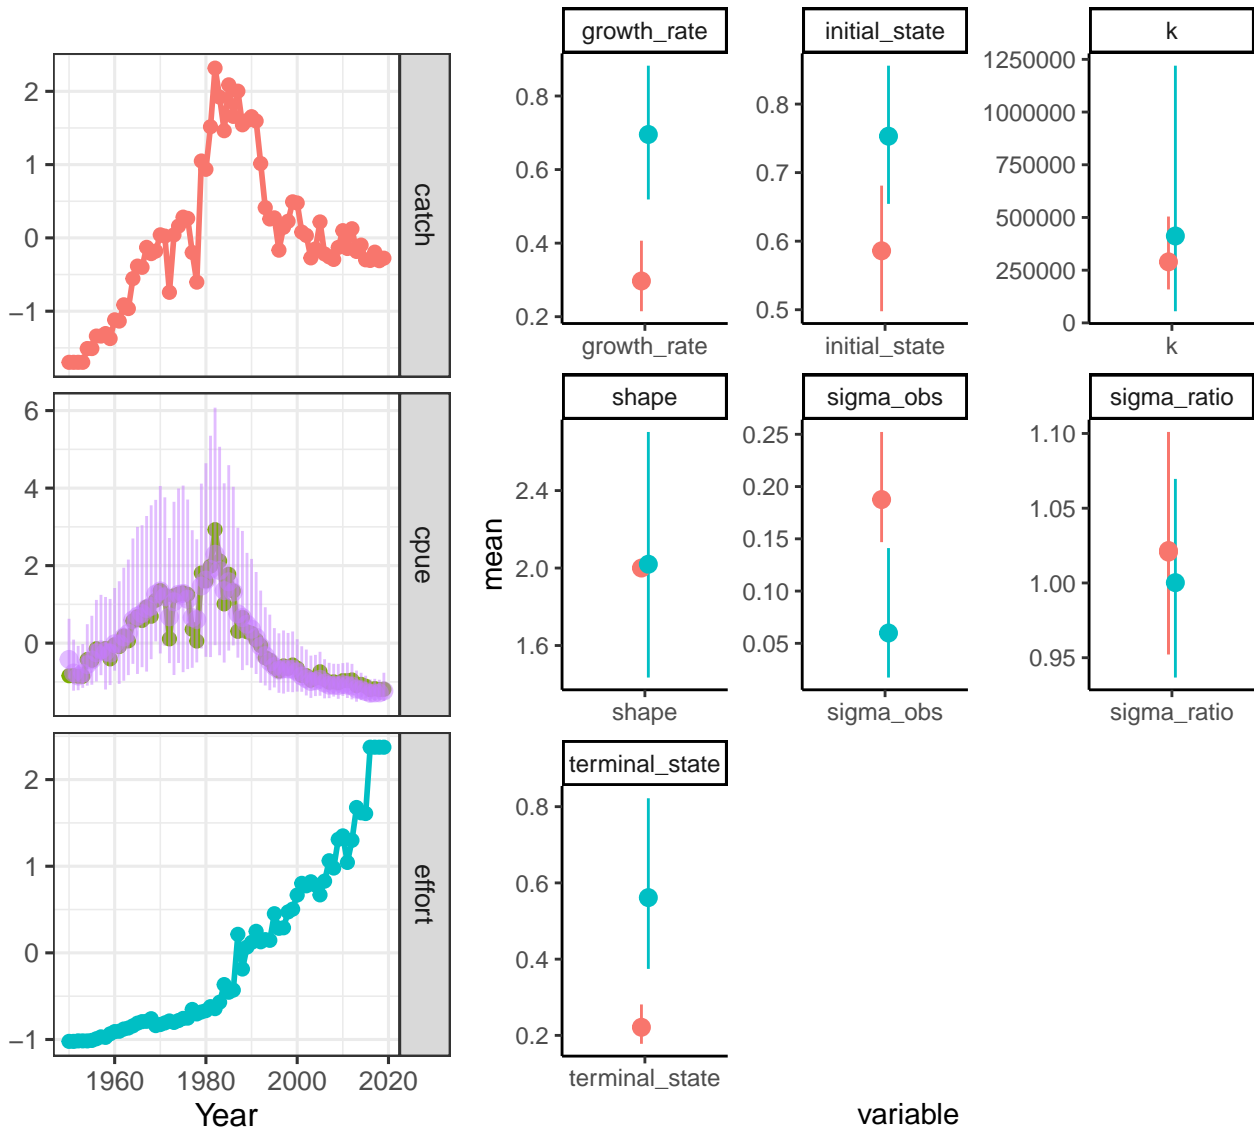 2
1
0
−1
catch
6
4
2
0
cpue
2
1
0
−1
effort
1960 1980 2000 2020
Year
mean
growth_rate
0.8
0.6
0.4
0.2
growth_rate
initial_state
0.8
0.7
0.6
0.5
initial_state
k
1250000
1000000
750000
500000
250000
0
k
shape
2.4
2.0
1.6
shape
sigma_obs
0.25
0.20
0.15
0.10
0.05
sigma_obs
sigma_ratio
1.10
1.05
1.00
0.95
sigma_ratio
terminal_state
0.8
0.6
0.4
0.2
terminal_state
variable